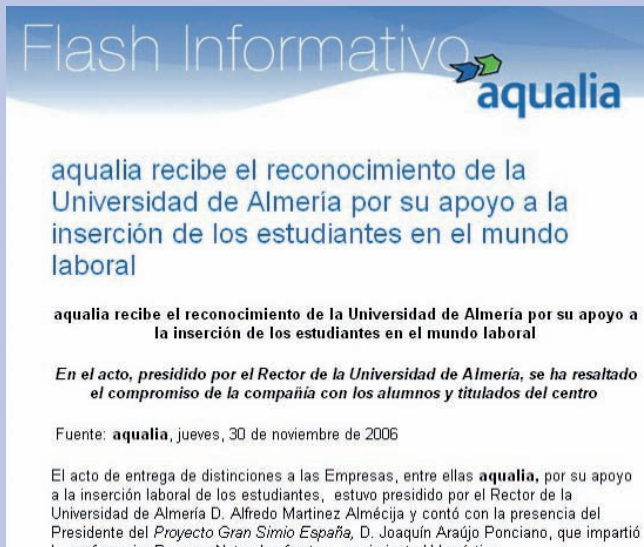 Flash Informativo
aqualia
aqualia recibe el reconocimiento de la
Universidad de Almería por su apoyo a la
inserción de los estudiantes en el mundo
laboral
aqualia recibe el reconocimiento de la Universidad de Almería por su apoyo a
la inserción de los estudiantes en el mundo laboral
En el acto, presidido por el Rector de la Universidad de Almería, se ha resaltado
el compromiso de la compañía con los alumnos y titulados del centro
Fuente: aqualia, jueves, 30 de noviembre de 2006
El acto de entrega de distinciones a las Empresas, entre ellas aqualia, por su apoyo
a la inserción laboral de los estudiantes, estuvo presidido por el Rector de la
Universidad de Almería D. Alfredo Martinez Almécija y contó con la presencia del
Presidente del Proyecto Gran Simio España, D. Joaquín Araújo Ponciano, que impartió